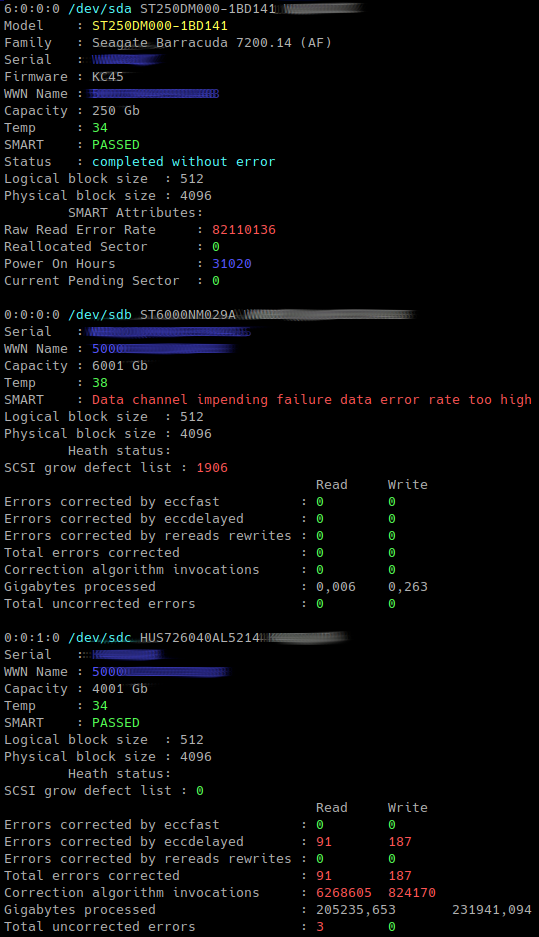 6:0:0:0 /dev/sda ST250DM000-1BD141
Model    : ST250DM000-1BD141
Family   : Seagate Barracuda 7200.14 (AF)
Serial   :
Firmware : KC45
WWN Name :
Capacity : 250 Gb
Temp     : 34
SMART    : PASSED
Status   : completed without error
Logical block size  : 512
Physical block size : 4096
SMART Attributes:
Raw Read Error Rate     : 82110136
Reallocated Sector      : 0
Power On Hours          : 31020
Current Pending Sector  : 0
0:0:0:0 /dev/sdb ST6000NM029A
Serial   :
WWN Name : 5000
Capacity : 6001 Gb
Temp     : 38
SMART    : Data channel impending failure data error rate too high
Logical block size  : 512
Physical block size : 4096
Heath status:
SCSI grow defect list : 1906
Read     Write
Errors corrected by eccfast            : 0        0
Errors corrected by eccdelayed         : 0        0
Errors corrected by rereads rewrites : 0        0
Total errors corrected                 : 0        0
Correction algorithm invocations       : 0        0
Gigabytes processed                    : 0,006    0,263
Total uncorrected errors               : 0        0
0:0:1:0 /dev/sdc HUS726040AL5214
Serial   :
WWN Name : 5000
Capacity : 4001 Gb
Temp     : 34
SMART    : PASSED
Logical block size  : 512
Physical block size : 4096
Heath status:
SCSI grow defect list : 0
Read     Write
Errors corrected by eccfast            : 0        0
Errors corrected by eccdelayed         : 91       187
Errors corrected by rereads rewrites : 0        0
Total errors corrected                 : 91       187
Correction algorithm invocations       : 6268605  824170
Gigabytes processed                    : 205235,653       231941,094
Total uncorrected errors               : 3        0